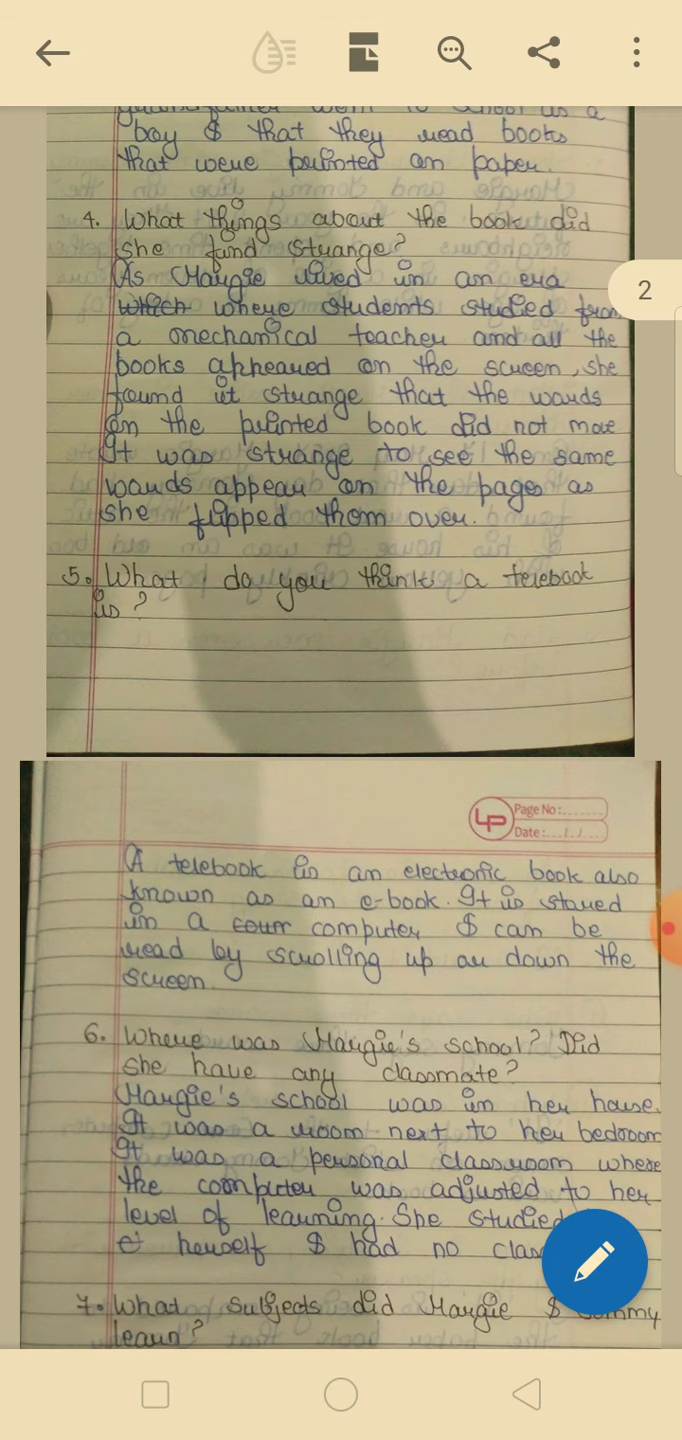 2
went to school as a
boy $ that they read books
that were printed on paper.
4. What things about the book did
she find strange?
As Margie lived in an era
which where students studied from
a mechanical teacher and all the
books appeared on the screen, she
found it strange that the words
on the printed book did not move
It was strange to see the same
words appear on the pages as
she flipped them over.
5. What do you think a telebook
is?
LP Page No:
Date:
A telebook is an electronic book also
known as an e-book. It is stored
in a computer $ can be
read by scrolling up or down the
screen.
6. Where was Margie's school? Did
she have any classmate?
Margie's school was in her house.
It was a room next to her bedroom
It was a personal classroom where
the computer was adjusted to her
level of learning. She studied
herself $ had no
7. What subjects did Margie $
learn?